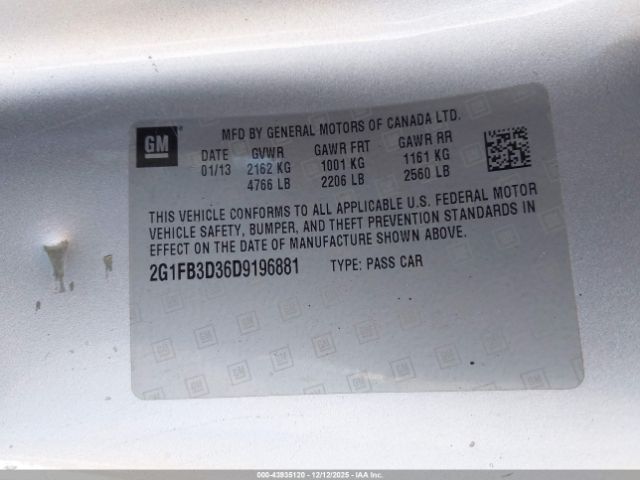 MFD BY GENERAL MOTORS OF CANADA LTD.
GM
DATE GVWR GAWR FRT GAWR RR
01/13 2162 KG 1001 KG 1161 KG
4766 LB 2206 LB 2560 LB
THIS VEHICLE CONFORMS TO ALL APPLICABLE U.S. FEDERAL MOTOR
VEHICLE SAFETY, BUMPER, AND THEFT PREVENTION STANDARDS IN
EFFECT ON THE DATE OF MANUFACTURE SHOWN ABOVE.
2G1FB3D36D9196881 TYPE: PASS CAR
000-43935120 - 12/12/2025 - IAAI.com